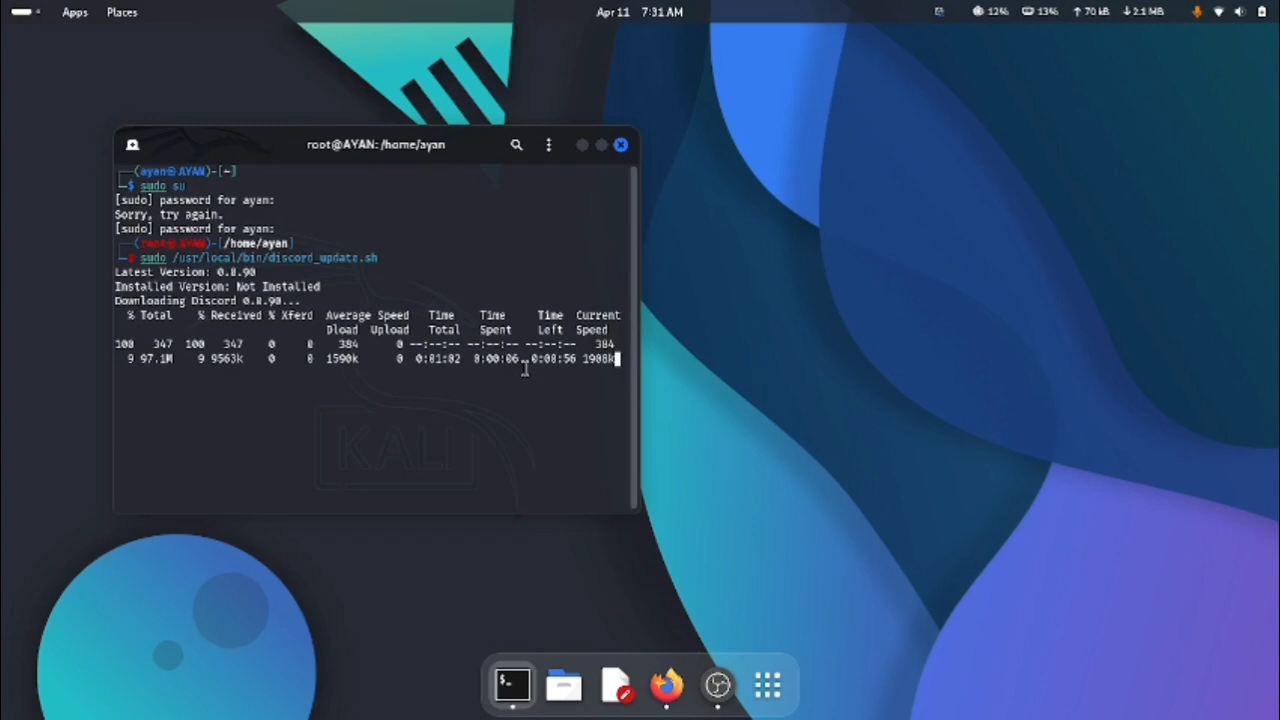 Apps Places Apr 11 7:31 AM 12% 13% 70 kB 2.1 MB
root@AYAN: /home/ayan
(ayan㉿AYAN)-[~]
$ sudo su
[sudo] password for ayan:
Sorry, try again.
[sudo] password for ayan:
(root㉿AYAN)-[/home/ayan]
# sudo /usr/local/bin/discord_update.sh
Latest Version: 0.0.90
Installed Version: Not Installed
Downloading Discord 0.0.90...
% Total % Received % Xferd Average Speed Time Time Time Current
Dload Upload Total Spent Left Speed
100 347 100 347 0 0 384 0 --:--:-- --:--:-- --:--:-- 384
9 97.1M 9 9563k 0 0 1590k 0 0:01:02 0:00:06 0:00:56 1908k
KALI
$_